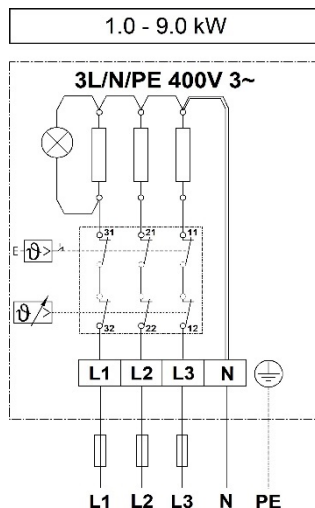 1.0 - 9.0 kW
3L/N/PE 400V 3~
31 21 11
E ϑ>
ϑ>
32 22 12
L1 L2 L3 N
L1 L2 L3 N PE